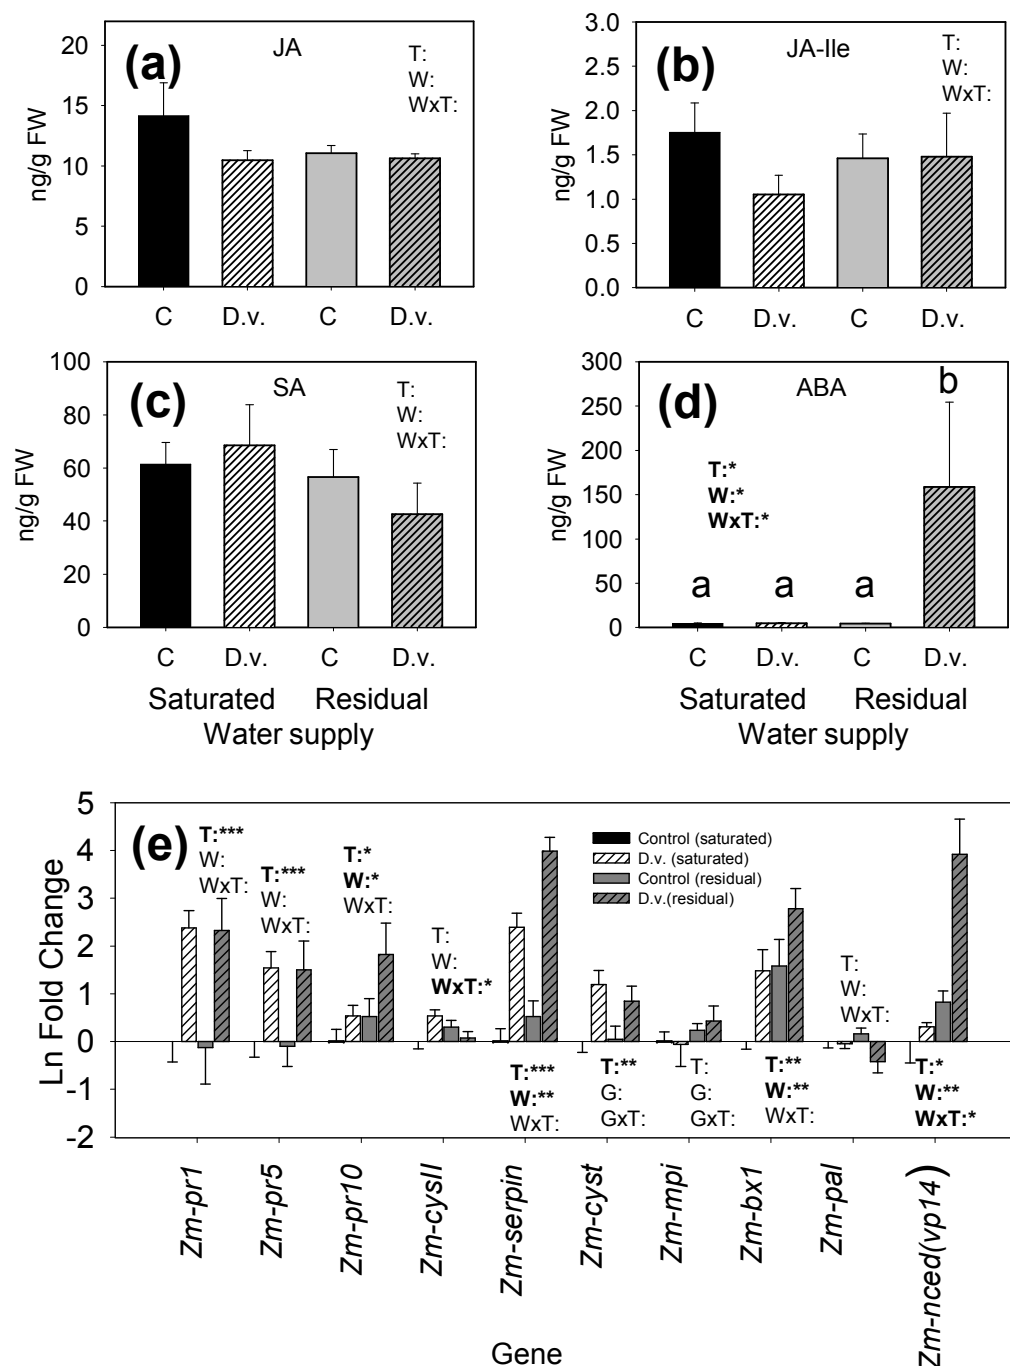 (a)
JA
T:
W:
WxT:
20
15
10
5
0
ng/g FW
C D.v. C D.v.
(b)
JA-Ile
T:
W:
WxT:
3.0
2.5
2.0
1.5
1.0
0.5
0.0
ng/g FW
C D.v. C D.v.
(c)
SA
T:
W:
WxT:
100
80
60
40
20
0
ng/g FW
C D.v. C D.v.
Saturated Residual
Water supply
(d)
ABA
T:*
W:*
WxT:*
a a a b
300
250
200
150
100
50
0
ng/g FW
C D.v. C D.v.
Saturated Residual
Water supply
(e)
5
4
3
2
1
0
-1
-2
Ln Fold Change
Control (saturated)
D.v. (saturated)
Control (residual)
D.v.(residual)
T:***
W:
WxT:
T:***
W:
WxT:
T:*
W:*
WxT:
T:
W:
WxT:*
T:***
W:**
WxT:
T:**
G:
GxT:
T:
G:
GxT:
T:**
W:**
WxT:
T:
W:
WxT:
T:*
W:**
WxT:*
Zm-pr1
Zm-pr5
Zm-pr10
Zm-cysII
Zm-serpin
Zm-cyst
Zm-mpi
Zm-bx1
Zm-pal
Zm-nced(vp14)
Gene